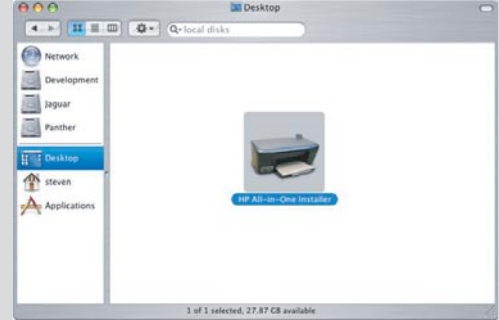 Desktop
local disks
Network
Development
Jaguar
Panther
Desktop
steven
Applications
HP All-in-One Installer
1 of 1 selected, 27.87 GB available